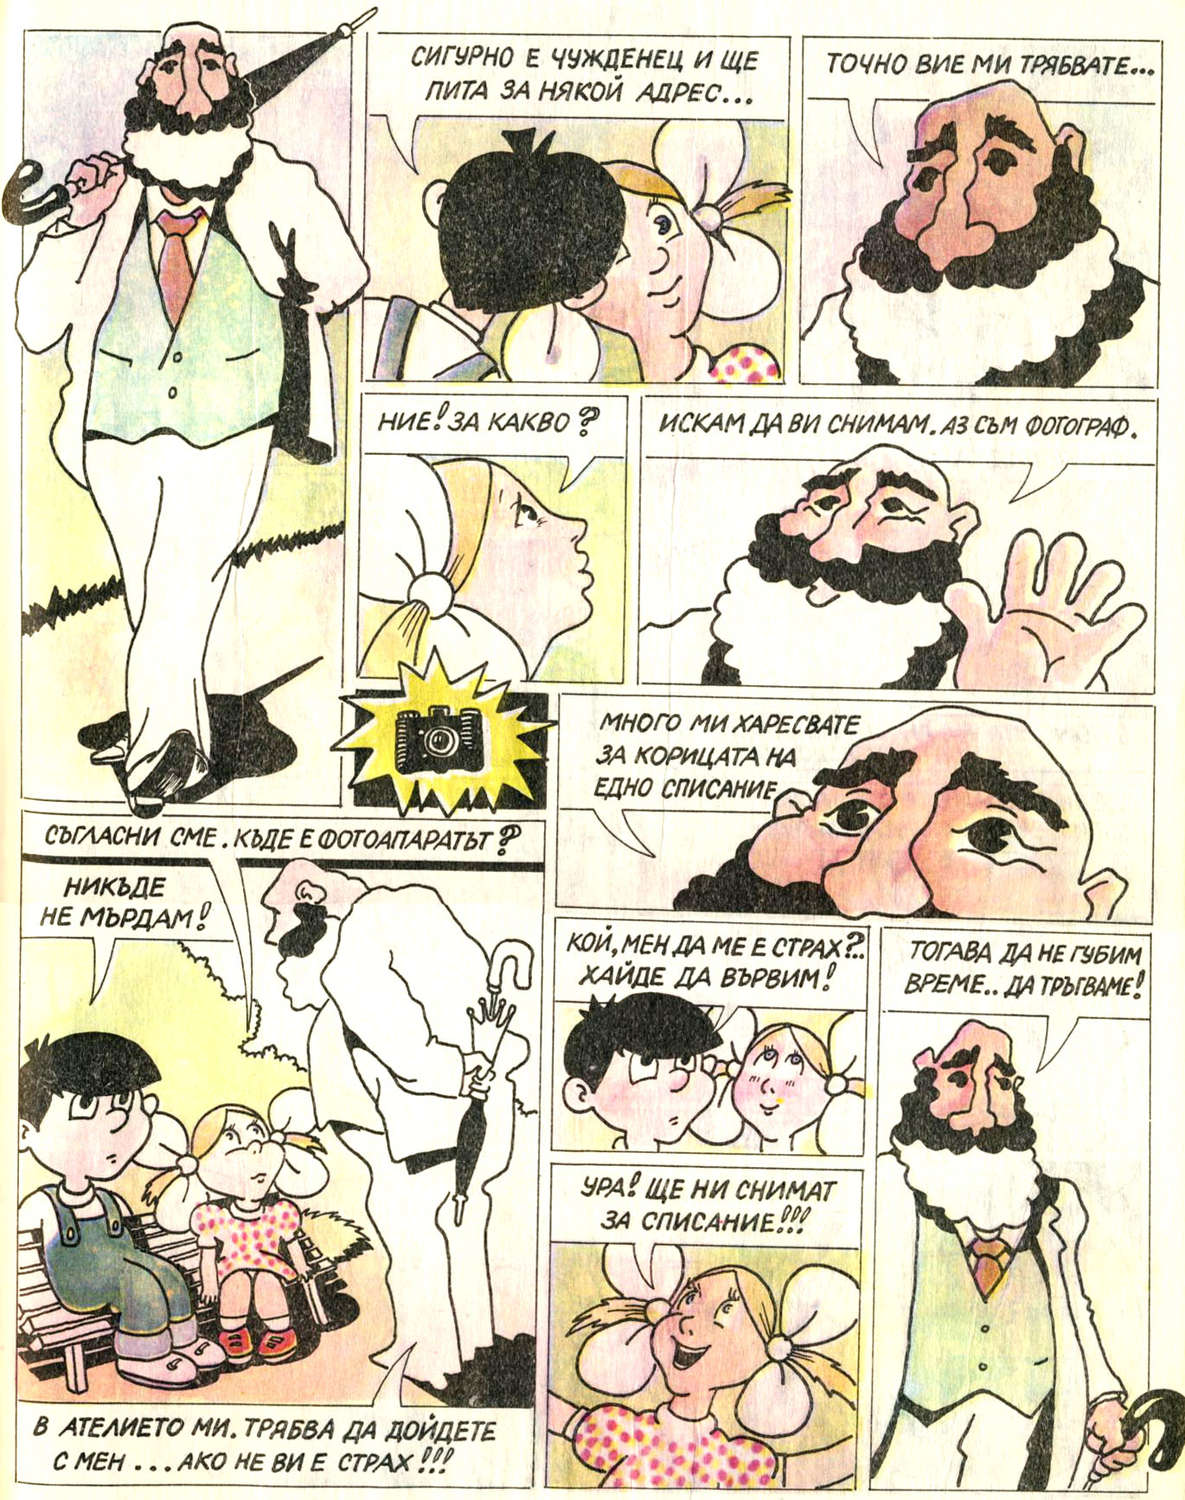 СИГУРНО Е ЧУЖДЕНЕЦ И ЩЕ
ПИТА ЗА НЯКОЙ АДРЕС...
ТОЧНО ВИЕ МИ ТРЯБВАТЕ...
НИЕ! ЗА КАКВО?
ИСКАМ ДА ВИ СНИМАМ. АЗ СЪМ ФОТОГРАФ.
МНОГО МИ ХАРЕСВАТЕ
ЗА КОРИЦАТА НА
ЕДНО СПИСАНИЕ
СЪГЛАСНИ СМЕ. КЪДЕ Е ФОТОАПАРАТЪТ?
НИКЪДЕ
НЕ МЪРДАМ!
В АТЕЛИЕТО МИ. ТРЯБВА ДА ДОЙДЕТЕ
С МЕН... АКО НЕ ВИ Е СТРАХ!!!
КОЙ, МЕН ДА МЕ Е СТРАХ?..
ХАЙДЕ ДА ВЪРВИМ!
УРА! ЩЕ НИ СНИМАТ
ЗА СПИСАНИЕ!!!
ТОГАВА ДА НЕ ГУБИМ
ВРЕМЕ.. ДА ТРЪГВАМЕ!